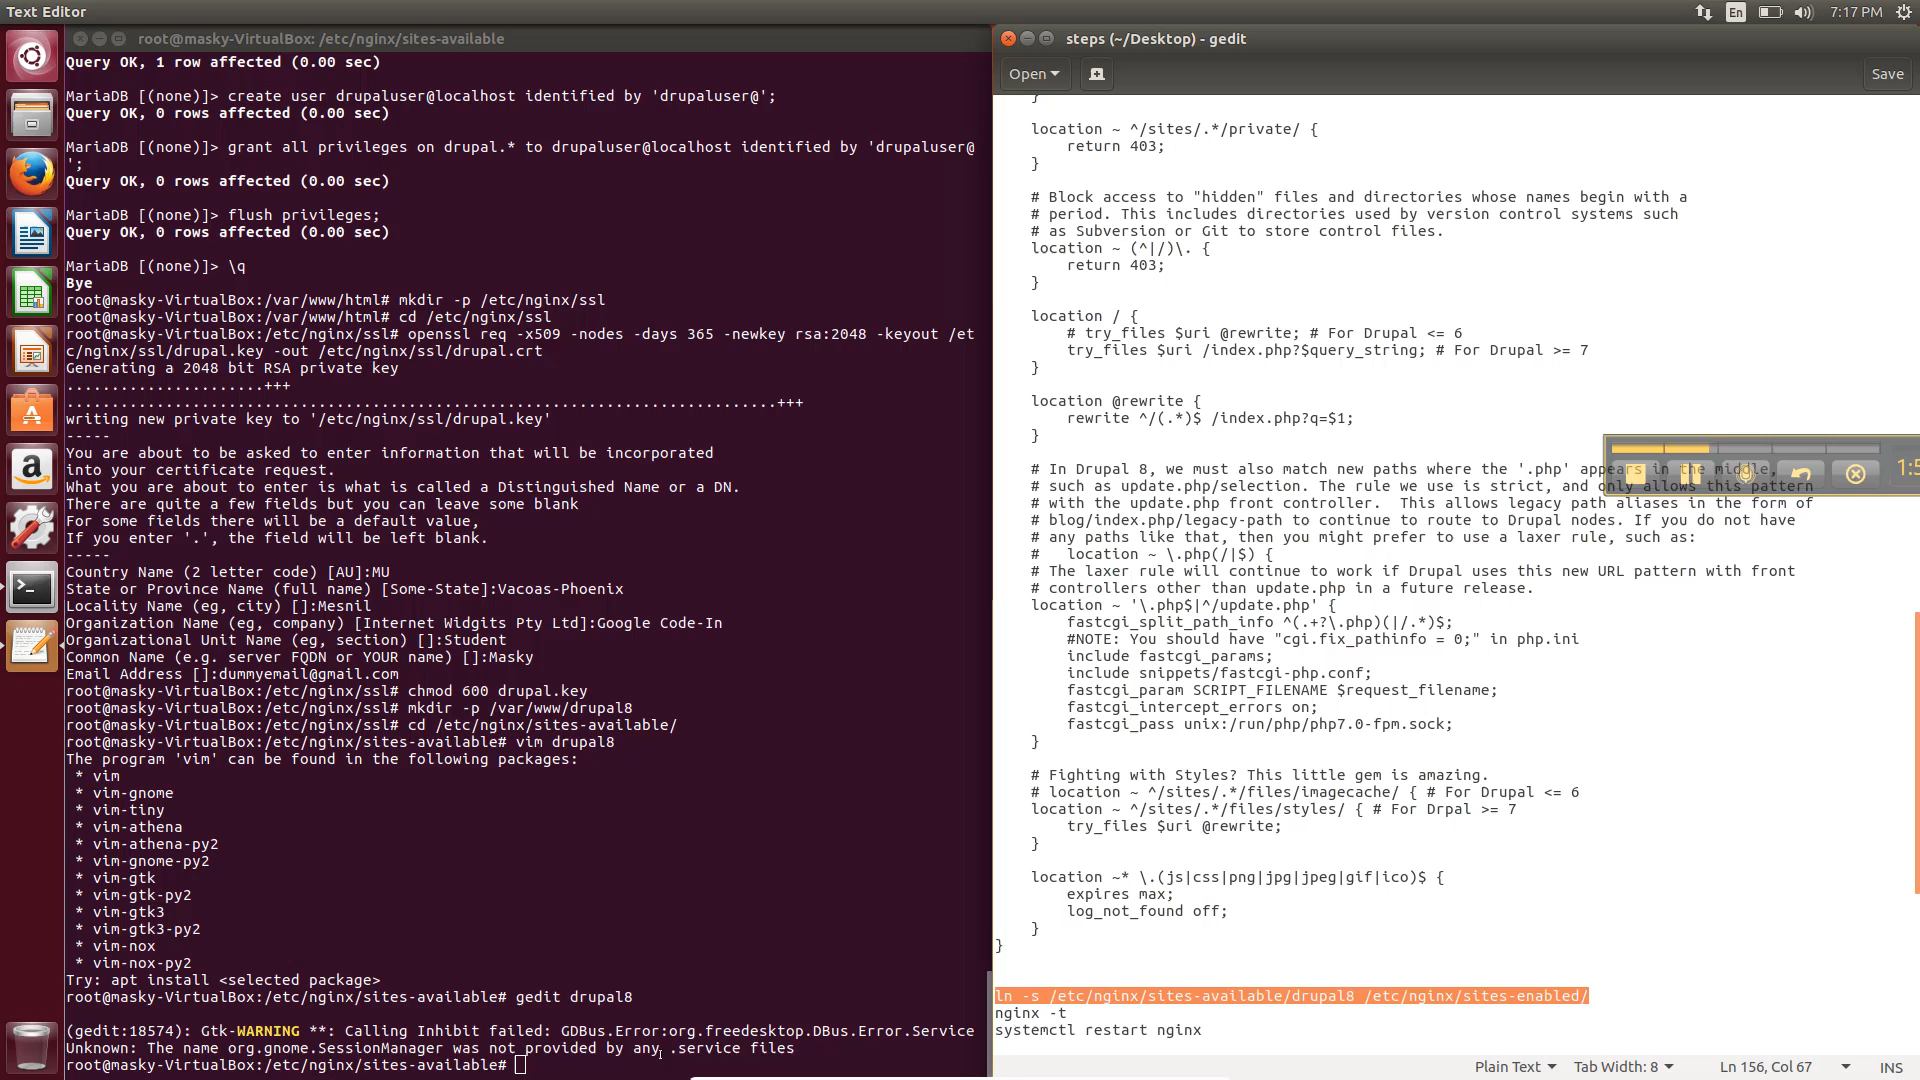 Text Editor
En
7:17 PM
root@masky-VirtualBox: /etc/nginx/sites-available
Query OK, 1 row affected (0.00 sec)
MariaDB [(none)]> create user drupaluser@localhost identified by 'drupaluser@';
Query OK, 0 rows affected (0.00 sec)
MariaDB [(none)]> grant all privileges on drupal.* to drupaluser@localhost identified by 'drupaluser@
';
Query OK, 0 rows affected (0.00 sec)
MariaDB [(none)]> flush privileges;
Query OK, 0 rows affected (0.00 sec)
MariaDB [(none)]> \q
Bye
root@masky-VirtualBox:/var/www/html# mkdir -p /etc/nginx/ssl
root@masky-VirtualBox:/var/www/html# cd /etc/nginx/ssl
root@masky-VirtualBox:/etc/nginx/ssl# openssl req -x509 -nodes -days 365 -newkey rsa:2048 -keyout /et
c/nginx/ssl/drupal.key -out /etc/nginx/ssl/drupal.crt
Generating a 2048 bit RSA private key
......................+++
...............................................................................+++
writing new private key to '/etc/nginx/ssl/drupal.key'
-----
You are about to be asked to enter information that will be incorporated
into your certificate request.
What you are about to enter is what is called a Distinguished Name or a DN.
There are quite a few fields but you can leave some blank
For some fields there will be a default value,
If you enter '.', the field will be left blank.
-----
Country Name (2 letter code) [AU]:MU
State or Province Name (full name) [Some-State]:Vacoas-Phoenix
Locality Name (eg, city) []:Mesnil
Organization Name (eg, company) [Internet Widgits Pty Ltd]:Google Code-In
Organizational Unit Name (eg, section) []:Student
Common Name (e.g. server FQDN or YOUR name) []:Masky
Email Address []:dummyemail@gmail.com
root@masky-VirtualBox:/etc/nginx/ssl# chmod 600 drupal.key
root@masky-VirtualBox:/etc/nginx/ssl# mkdir -p /var/www/drupal8
root@masky-VirtualBox:/etc/nginx/ssl# cd /etc/nginx/sites-available/
root@masky-VirtualBox:/etc/nginx/sites-available# vim drupal8
The program 'vim' can be found in the following packages:
* vim
* vim-gnome
* vim-tiny
* vim-athena
* vim-athena-py2
* vim-gnome-py2
* vim-gtk
* vim-gtk-py2
* vim-gtk3
* vim-gtk3-py2
* vim-nox
* vim-nox-py2
Try: apt install <selected package>
root@masky-VirtualBox:/etc/nginx/sites-available# gedit drupal8
(gedit:18574): Gtk-WARNING **: Calling Inhibit failed: GDBus.Error:org.freedesktop.DBus.Error.Service
Unknown: The name org.gnome.SessionManager was not provided by any .service files
root@masky-VirtualBox:/etc/nginx/sites-available#
steps (~/Desktop) - gedit
Open
Save
}
location ~ ^/sites/.*/private/ {
return 403;
}
# Block access to "hidden" files and directories whose names begin with a
# period. This includes directories used by version control systems such
# as Subversion or Git to store control files.
location ~ (^|/)\. {
return 403;
}
location / {
# try_files $uri @rewrite; # For Drupal <= 6
try_files $uri /index.php?$query_string; # For Drupal >= 7
}
location @rewrite {
rewrite ^/(.*)$ /index.php?q=$1;
}
# In Drupal 8, we must also match new paths where the '.php' appears in the middle,
# such as update.php/selection. The rule we use is strict, and only allows this pattern
# with the update.php front controller.  This allows legacy path aliases in the form of
# blog/index.php/legacy-path to continue to route to Drupal nodes. If you do not have
# any paths like that, then you might prefer to use a laxer rule, such as:
#   location ~ \.php(/|$) {
# The laxer rule will continue to work if Drupal uses this new URL pattern with front
# controllers other than update.php in a future release.
location ~ '\.php$|^/update.php' {
fastcgi_split_path_info ^(.+?\.php)(|/.*)$;
#NOTE: You should have "cgi.fix_pathinfo = 0;" in php.ini
include fastcgi_params;
include snippets/fastcgi-php.conf;
fastcgi_param SCRIPT_FILENAME $request_filename;
fastcgi_intercept_errors on;
fastcgi_pass unix:/run/php/php7.0-fpm.sock;
}
# Fighting with Styles? This little gem is amazing.
# location ~ ^/sites/.*/files/imagecache/ { # For Drupal <= 6
location ~ ^/sites/.*/files/styles/ { # For Drpal >= 7
try_files $uri @rewrite;
}
location ~* \.(js|css|png|jpg|jpeg|gif|ico)$ {
expires max;
log_not_found off;
}
}
ln -s /etc/nginx/sites-available/drupal8 /etc/nginx/sites-enabled/
nginx -t
systemctl restart nginx
Plain Text
Tab Width: 8
Ln 156, Col 67
INS